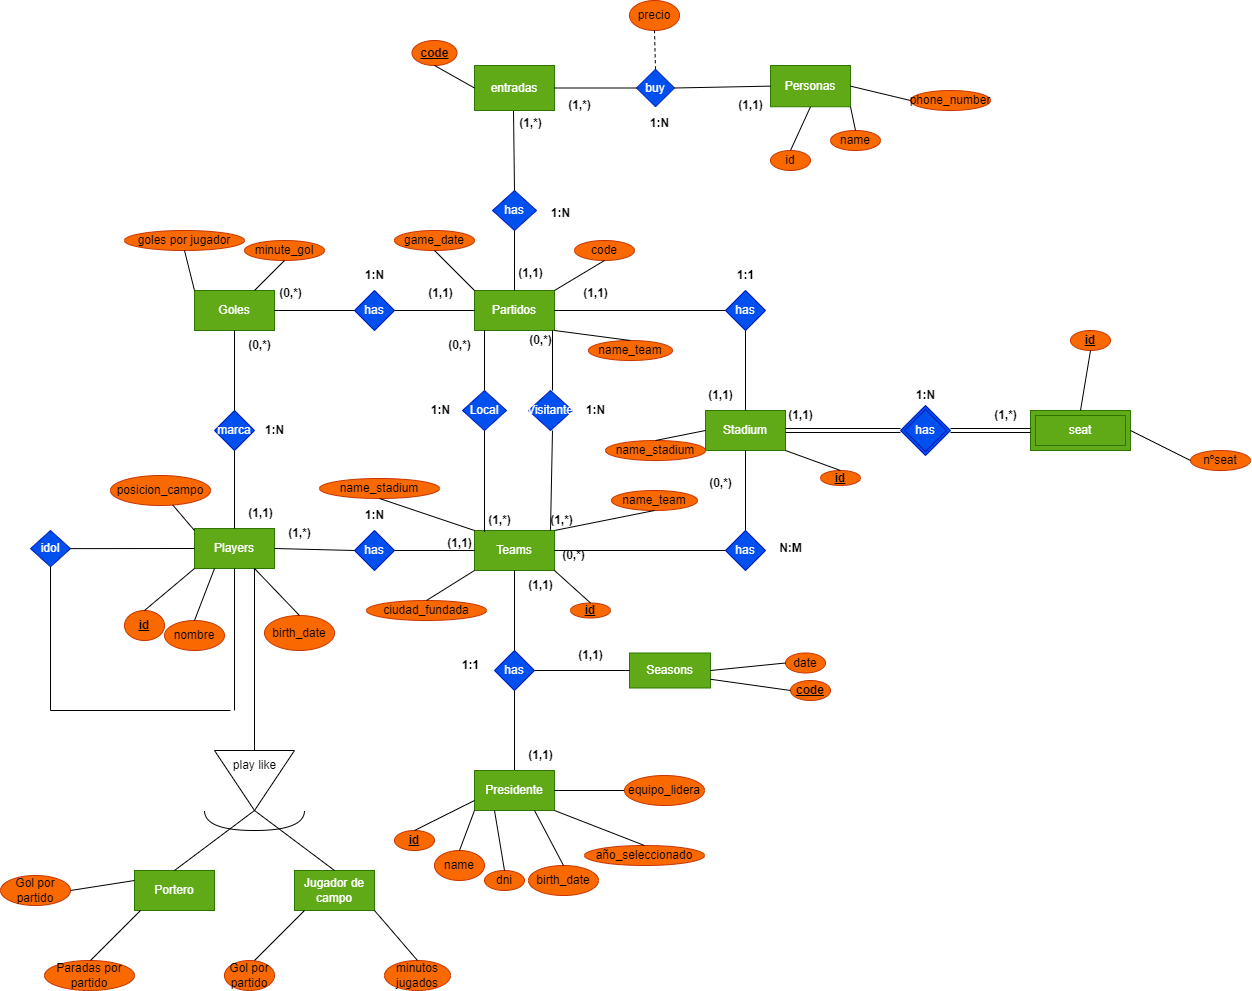 precio
code
entradas
buy
Personas
(1,*)
(1,1)
phone_number
(1,*)
1:N
name
id
has
1:N
goles por jugador
minute_gol
game_date
code
1:N
(1,1)
1:1
(0,*)
(1,1)
(1,1)
Goles
has
Partidos
has
(0,*)
(0,*)
(0,*)
name_team
id
(1,1)
1:N
marca
1:N
1:N
Local
Visitante
1:N
(1,1)
(1,*)
Stadium
has
seat
name_stadium
nºseat
id
posicion_campo
name_stadium
(0,*)
name_team
(1,1)
1:N
(1,*)
(1,*)
(1,*)
idol
Players
has
(1,1)
Teams
(0,*)
has
N:M
(1,1)
id
nombre
birth_date
ciudad_fundada
id
1:1
has
(1,1)
Seasons
date
code
(1,1)
play like
Presidente
equipo_lidera
id
name
dni
birth_date
año_seleccionado
Gol por
partido
Portero
Jugador de
campo
Paradas por
partido
Gol por
partido
minutos
jugados